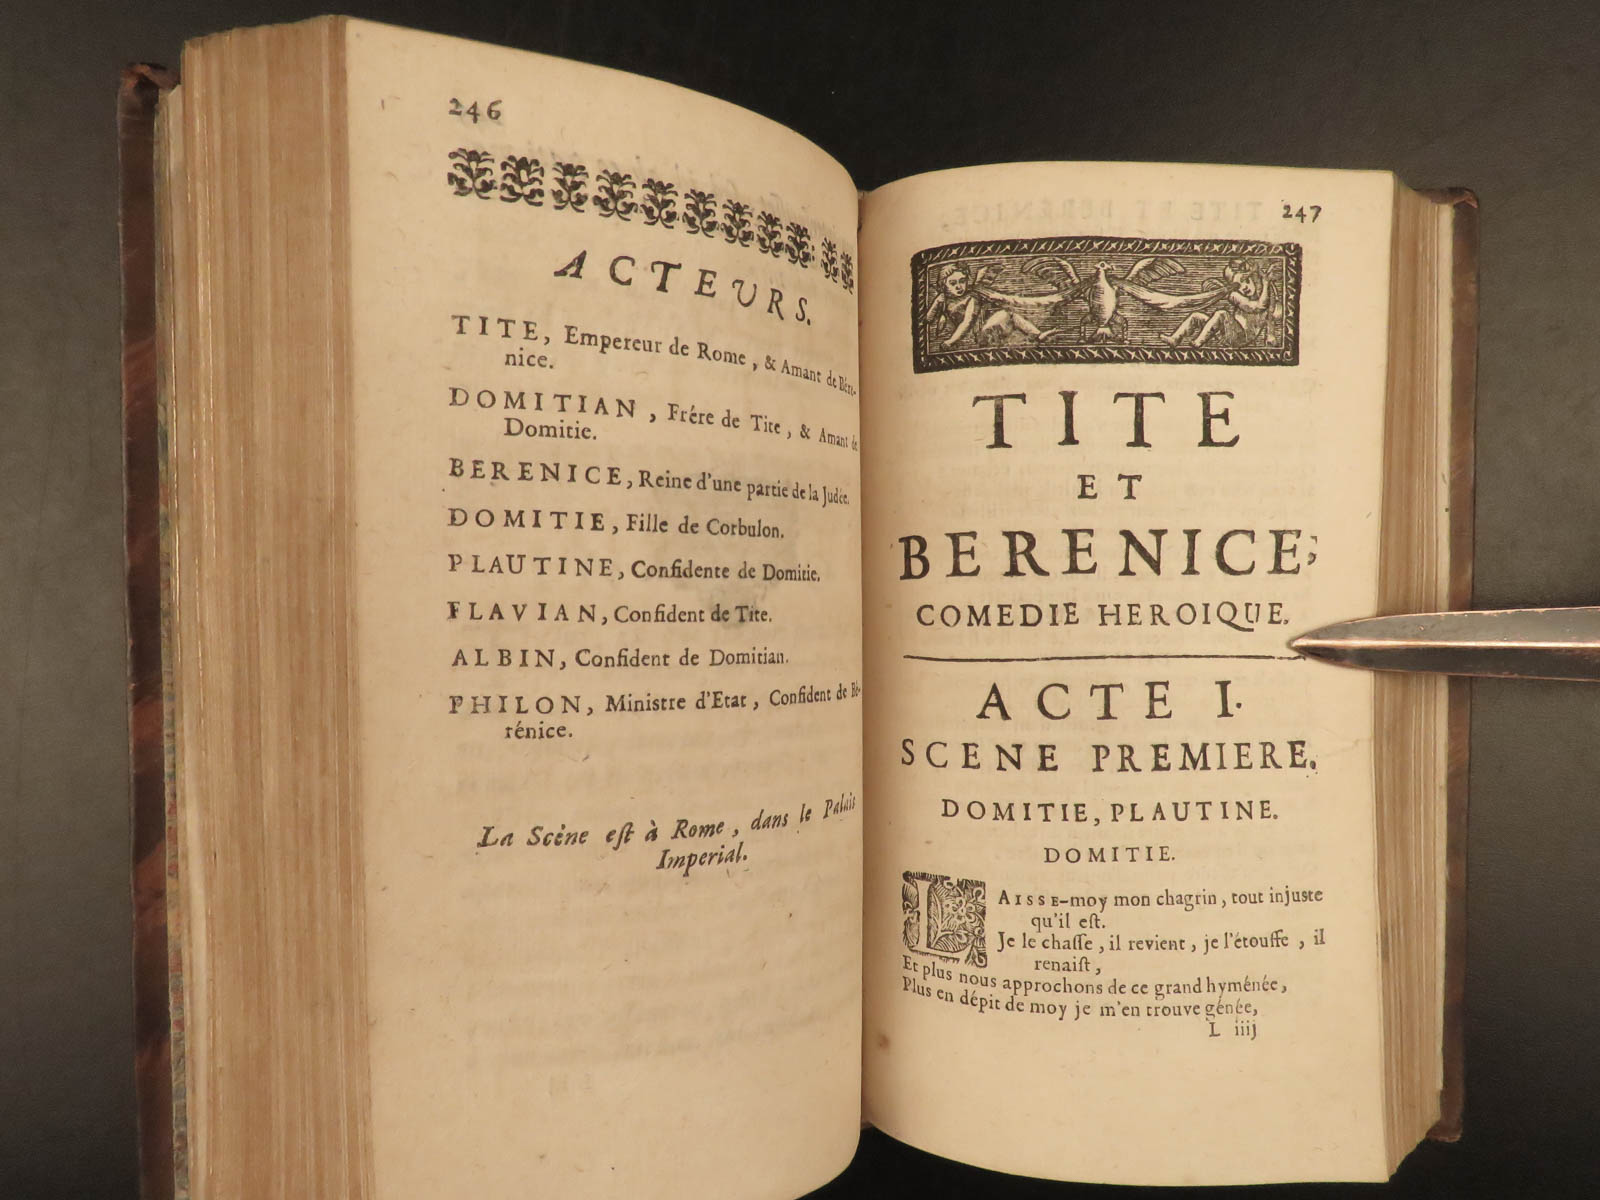 246
ACTEURS.
TITE, Empereur de Rome, & Amant de Bére-
nice.
DOMITIAN, Frére de Tite, & Amant de
Domitie.
BERENICE, Reine d'une partie de la Judée.
DOMITIE, Fille de Corbulon.
PLAUTINE, Confidente de Domitie.
FLAVIAN, Confident de Tite.
ALBIN, Confident de Domitian.
PHILON, Ministre d'Etat, Confident de Bé-
rénice.
La Scène eſt à Rome, dans le Palais
Imperial.
247
TITE
ET
BERENICE,
COMEDIE HEROIQUE.
ACTE I.
SCENE PREMIERE.
DOMITIE, PLAUTINE.
DOMITIE.
LAISSE-moy mon chagrin, tout injuste
qu'il eſt.
Je le chaſſe, il revient, je l'étouffe, il
renaiſt,
Et plus nous approchons de ce grand hyménée,
Plus en dépit de moy je m'en trouve génée,
L iiij